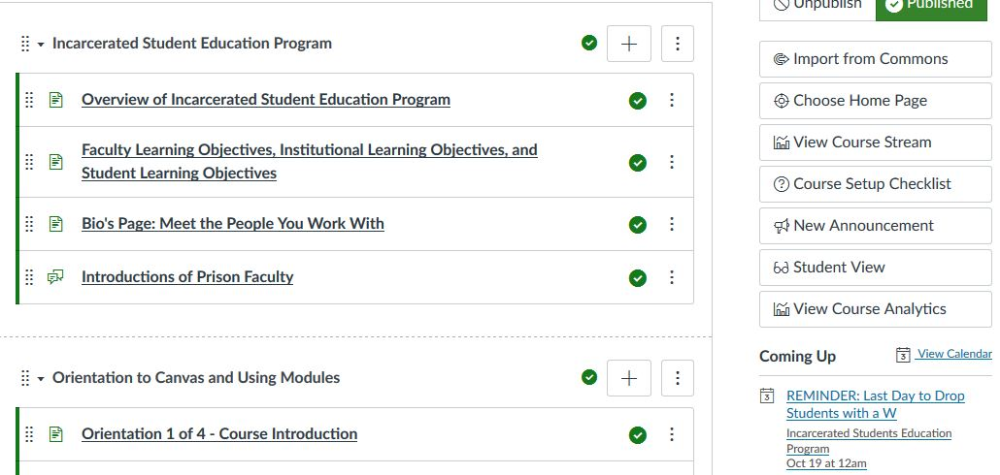 Unpublish
Published
Incarcerated Student Education Program
Overview of Incarcerated Student Education Program
Faculty Learning Objectives, Institutional Learning Objectives, and
Student Learning Objectives
Bio's Page: Meet the People You Work With
Introductions of Prison Faculty
Orientation to Canvas and Using Modules
Orientation 1 of 4 - Course Introduction
Import from Commons
Choose Home Page
View Course Stream
Course Setup Checklist
New Announcement
Student View
View Course Analytics
Coming Up
3 View Calendar
3 REMINDER: Last Day to Drop
Students with a W
Incarcerated Students Education
Program
Oct 19 at 12am